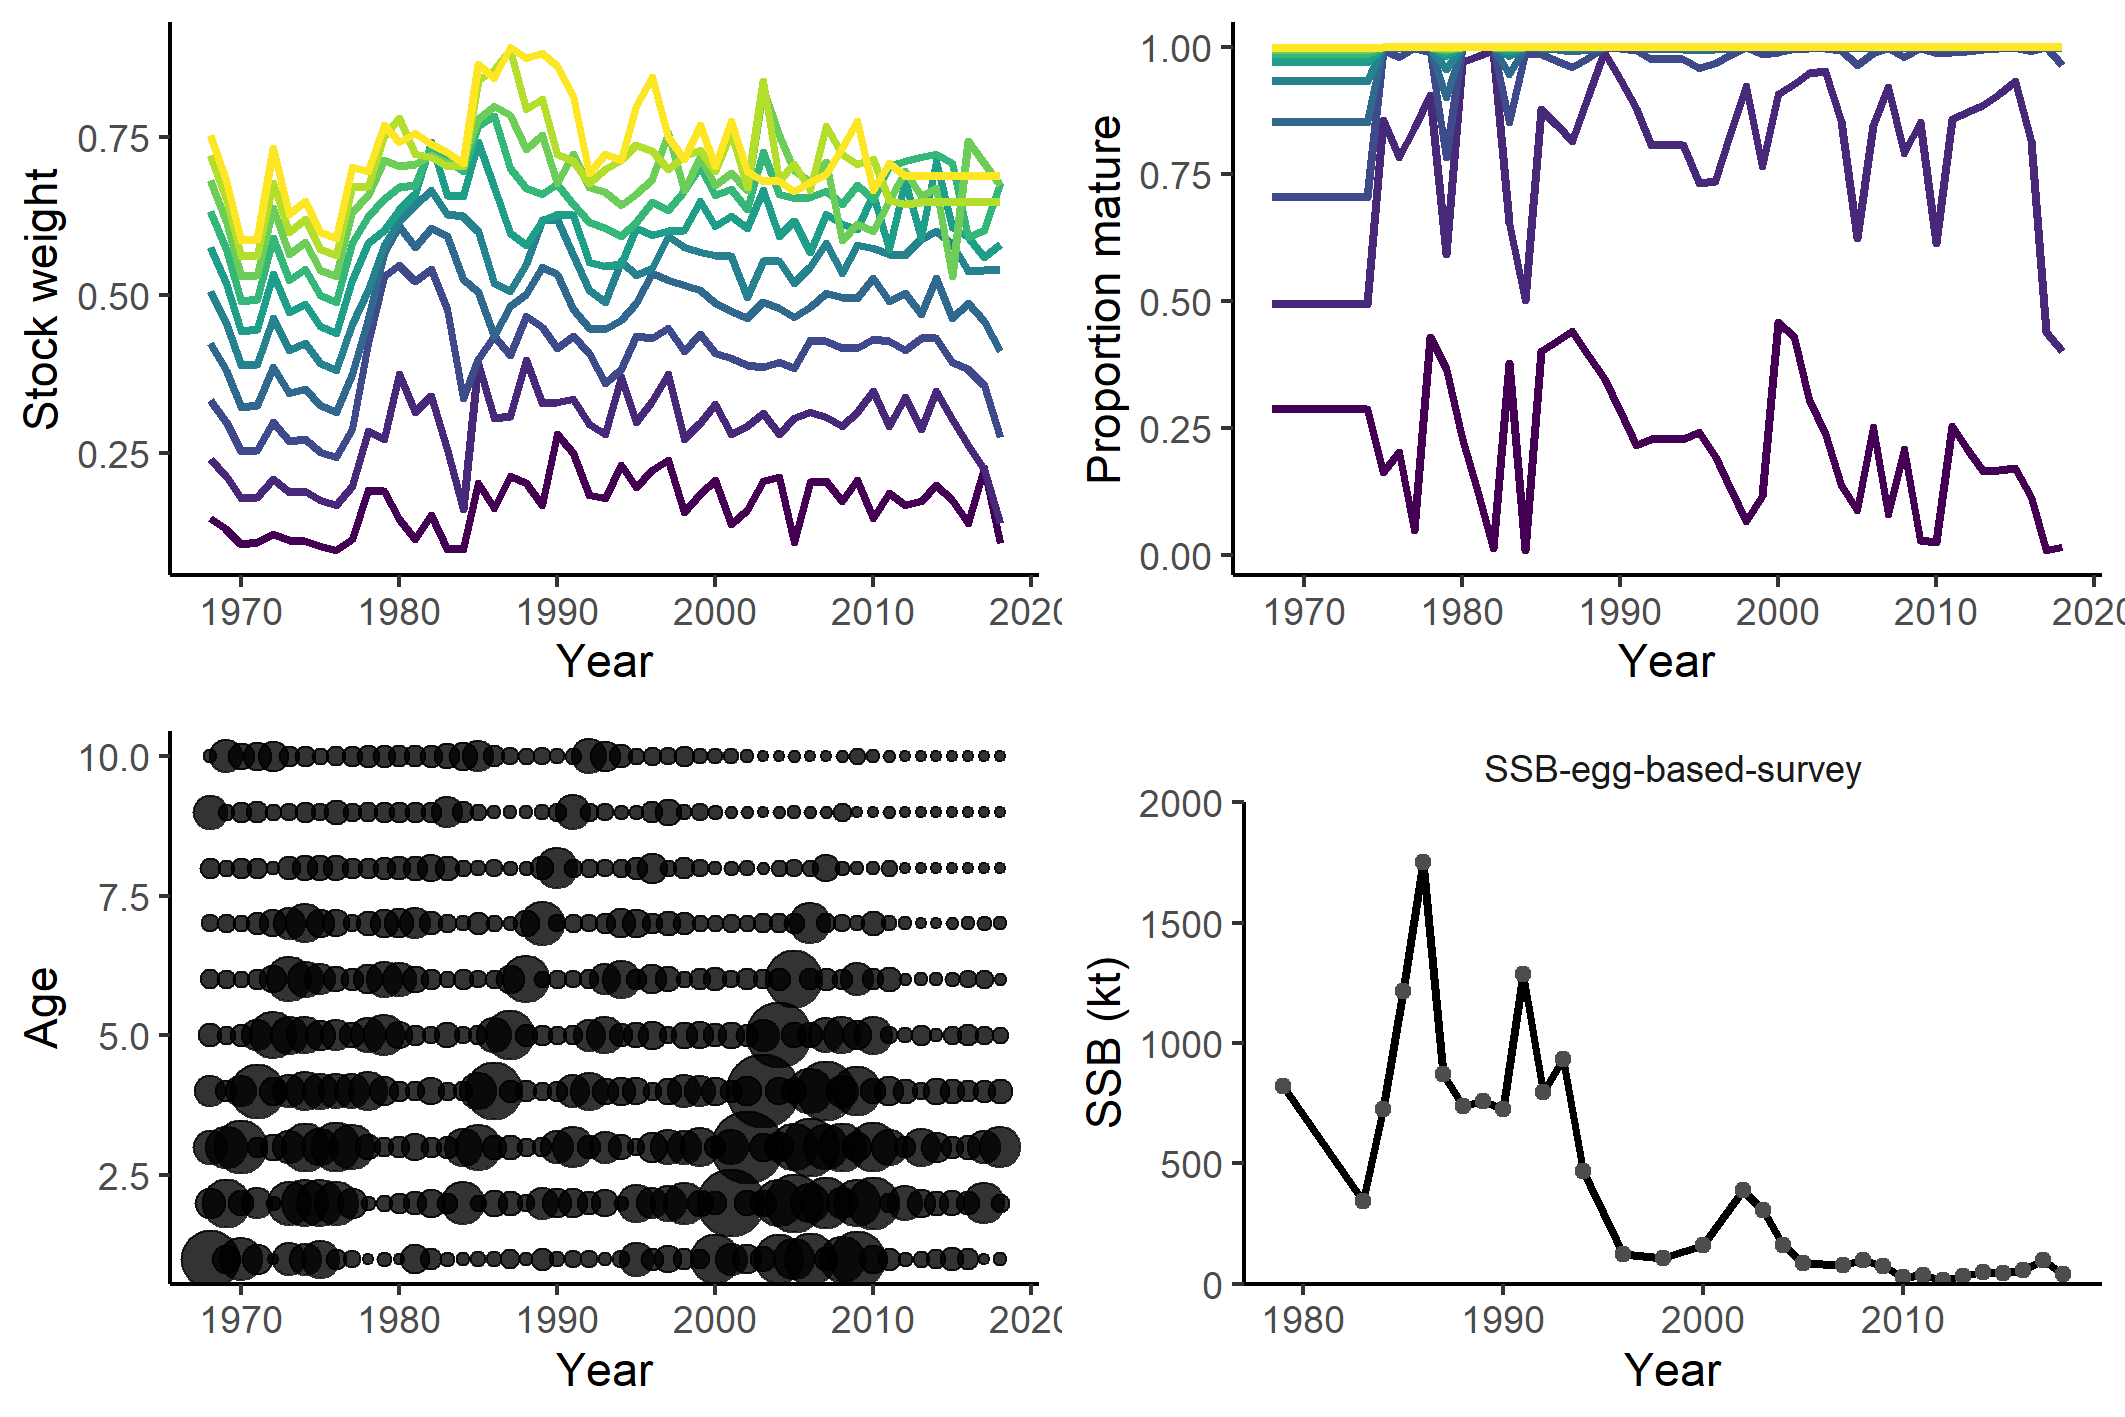 Stock weight
0.75
0.50
0.25
1970 1980 1990 2000 2010 2020
Year
Proportion mature
1.00
0.75
0.50
0.25
0.00
1970 1980 1990 2000 2010 2020
Year
Age
10.0
7.5
5.0
2.5
1970 1980 1990 2000 2010 2020
Year
SSB-egg-based-survey
SSB (kt)
2000
1500
1000
500
0
1980 1990 2000 2010
Year